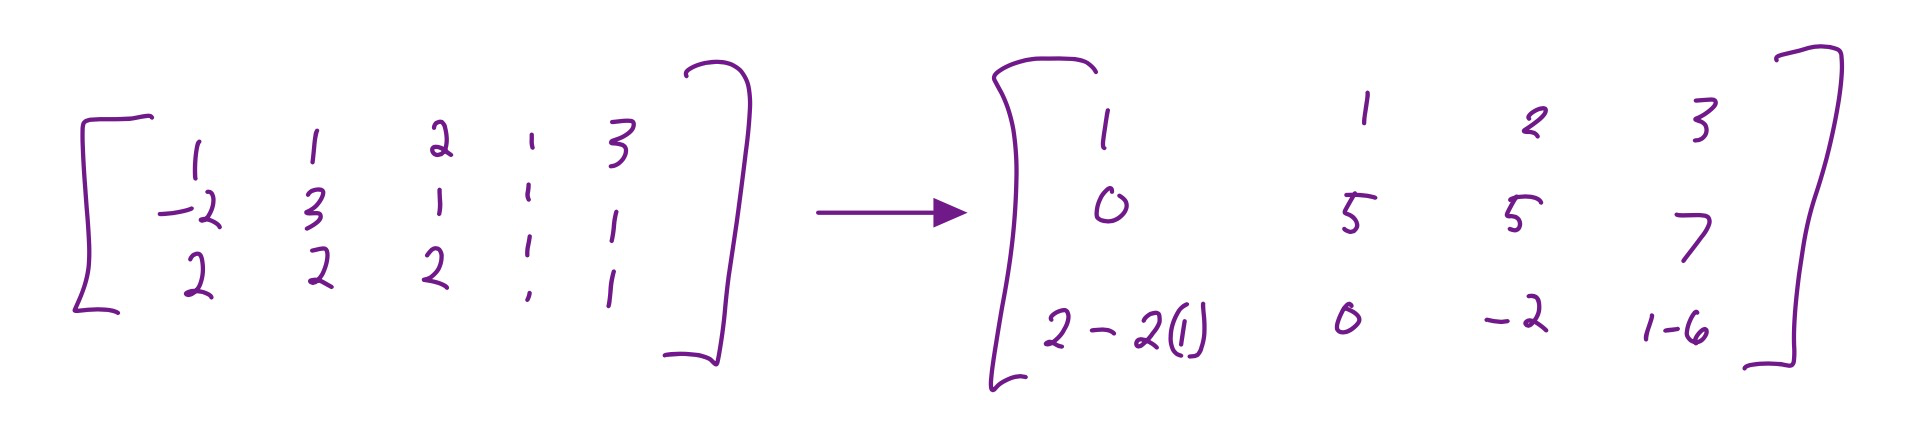 [ 1 1 2 ¦ 3 ] → [ 1 1 2 3 ]
[ -2 3 1 ¦ 1 ] [ 0 5 5 7 ]
[ 2 2 2 ¦ 1 ] [ 2-2(1) 0 -2 1-6 ]